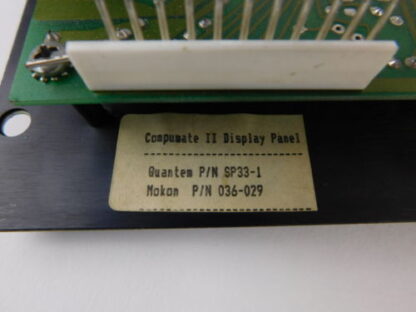 Compumate II Display Panel
Quantem P/N SP33-1
Mokon P/N 036-029